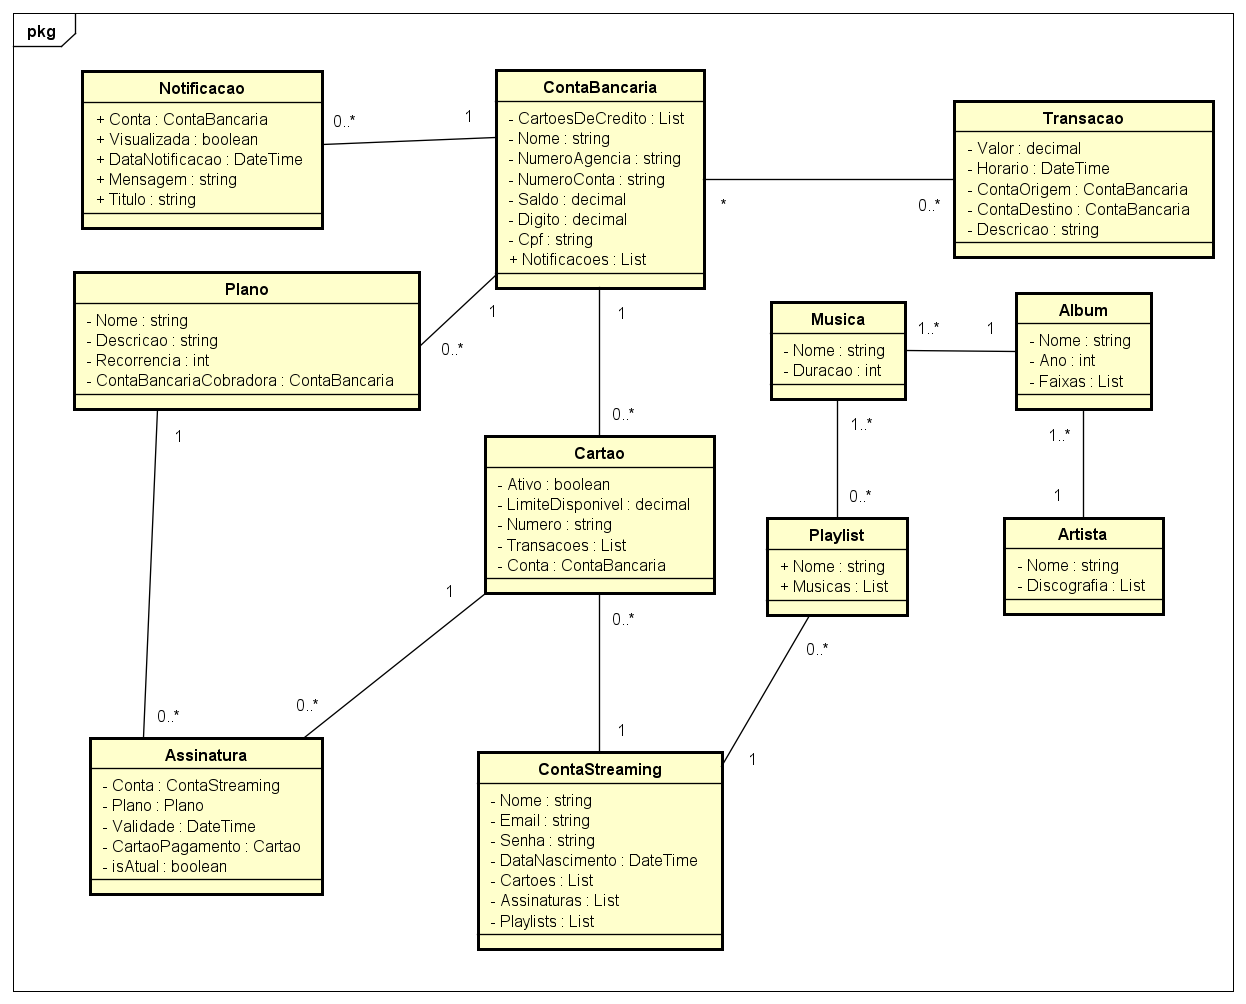 pkg
Notificacao
+ Conta : ContaBancaria
+ Visualizada : boolean
+ DataNotificacao : DateTime
+ Mensagem : string
+ Titulo : string
0..*
1
ContaBancaria
- CartoesDeCredito : List
- Nome : string
- NumeroAgencia : string
- NumeroConta : string
- Saldo : decimal
- Digito : decimal
- Cpf : string
+ Notificacoes : List
*
0..*
Transacao
- Valor : decimal
- Horario : DateTime
- ContaOrigem : ContaBancaria
- ContaDestino : ContaBancaria
- Descricao : string
Plano
- Nome : string
- Descricao : string
- Recorrencia : int
- ContaBancariaCobradora : ContaBancaria
1
0..*
1
0..*
Musica
- Nome : string
- Duracao : int
1..*
1
Album
- Nome : string
- Ano : int
- Faixas : List
1
1..*
0..*
1..*
1
Cartao
- Ativo : boolean
- LimiteDisponivel : decimal
- Numero : string
- Transacoes : List
- Conta : ContaBancaria
Playlist
+ Nome : string
+ Musicas : List
Artista
- Nome : string
- Discografia : List
1
0..*
0..*
0..*
0..*
1
1
Assinatura
- Conta : ContaStreaming
- Plano : Plano
- Validade : DateTime
- CartaoPagamento : Cartao
- isAtual : boolean
ContaStreaming
- Nome : string
- Email : string
- Senha : string
- DataNascimento : DateTime
- Cartoes : List
- Assinaturas : List
- Playlists : List